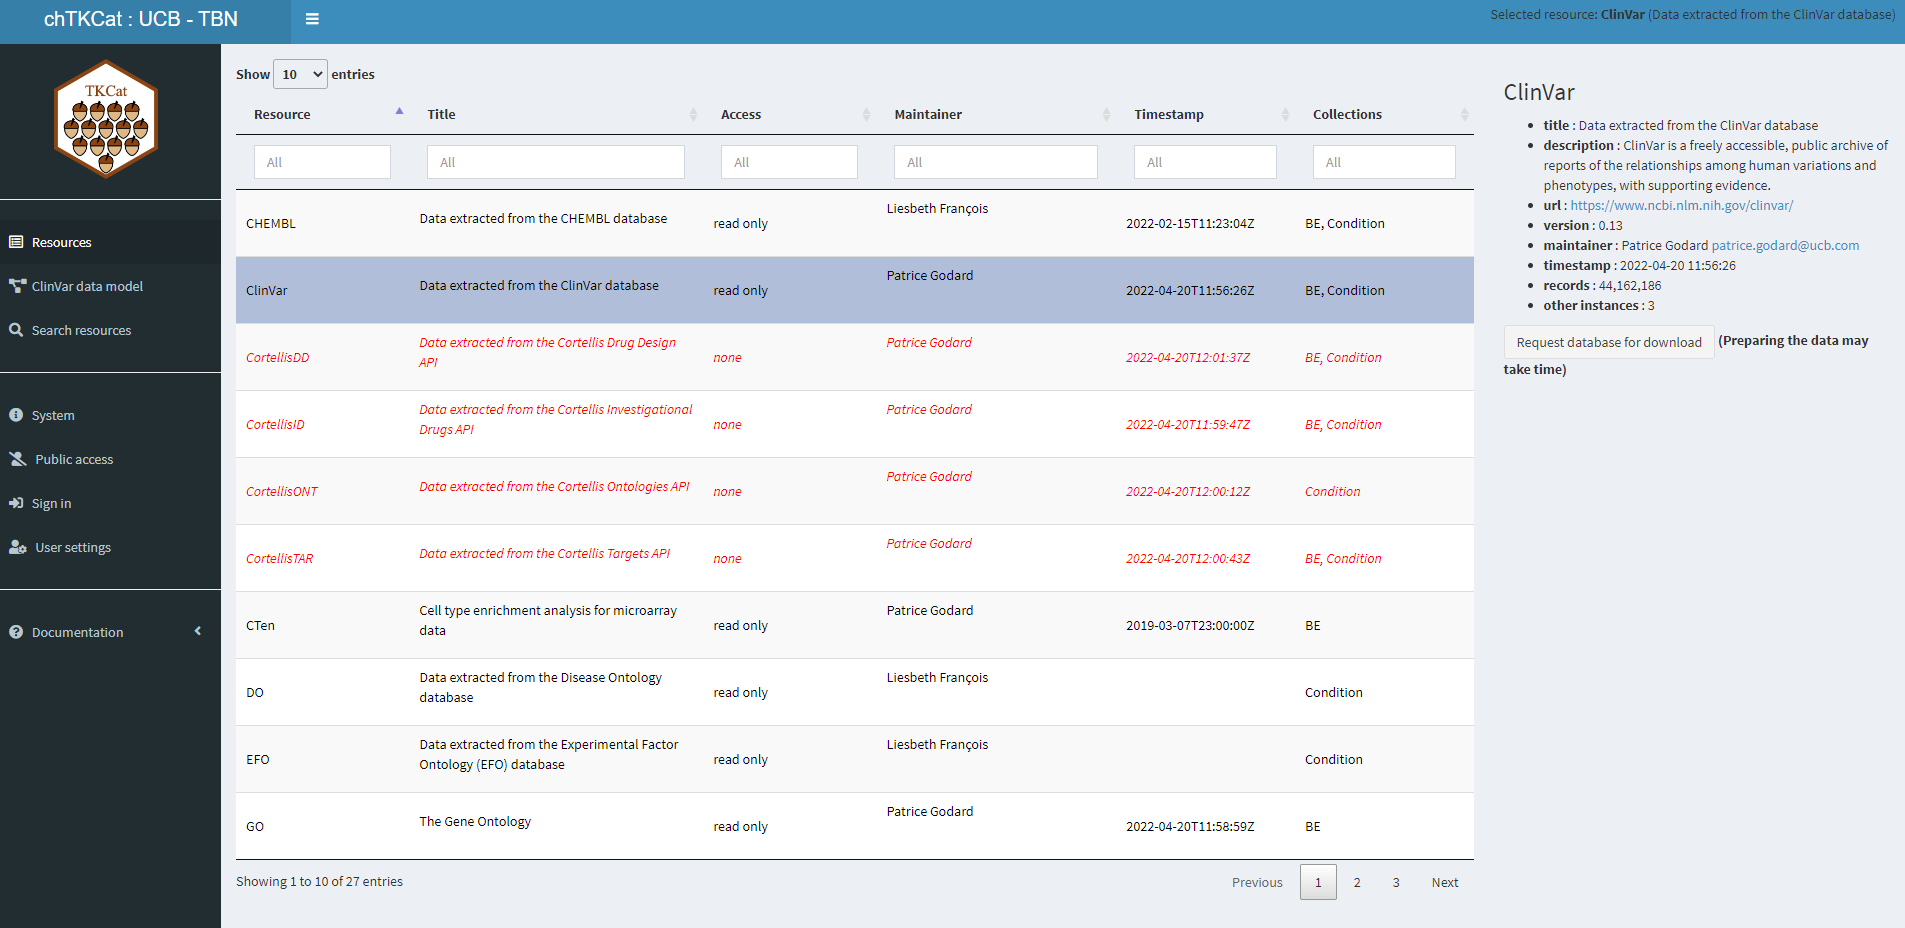 chTKCat : UCB - TBN
Selected resource: ClinVar (Data extracted from the ClinVar database)
TKCat
Resources
ClinVar data model
Search resources
System
Public access
Sign in
User settings
Documentation
Show 10 entries
Resource Title Access Maintainer Timestamp Collections
All All All All All All
CHEMBL Data extracted from the CHEMBL database read only Liesbeth François 2022-02-15T11:23:04Z BE, Condition
ClinVar Data extracted from the ClinVar database read only Patrice Godard 2022-04-20T11:56:26Z BE, Condition
CortellisDD Data extracted from the Cortellis Drug Design
API none Patrice Godard 2022-04-20T12:01:37Z BE, Condition
CortellisID Data extracted from the Cortellis Investigational
Drugs API none Patrice Godard 2022-04-20T11:59:47Z BE, Condition
CortellisONT Data extracted from the Cortellis Ontologies API none Patrice Godard 2022-04-20T12:00:12Z Condition
CortellisTAR Data extracted from the Cortellis Targets API none Patrice Godard 2022-04-20T12:00:43Z BE, Condition
CTen Cell type enrichment analysis for microarray
data read only Patrice Godard 2019-03-07T23:00:00Z BE
DO Data extracted from the Disease Ontology
database read only Liesbeth François Condition
EFO Data extracted from the Experimental Factor
Ontology (EFO) database read only Liesbeth François Condition
GO The Gene Ontology read only Patrice Godard 2022-04-20T11:58:59Z BE
Showing 1 to 10 of 27 entries
Previous 1 2 3 Next
ClinVar
title : Data extracted from the ClinVar database
description : ClinVar is a freely accessible, public archive of
reports of the relationships among human variations and
phenotypes, with supporting evidence.
url : https://www.ncbi.nlm.nih.gov/clinvar/
version : 0.13
maintainer : Patrice Godard patrice.godard@ucb.com
timestamp : 2022-04-20 11:56:26
records : 44,162,186
other instances : 3
Request database for download (Preparing the data may
take time)